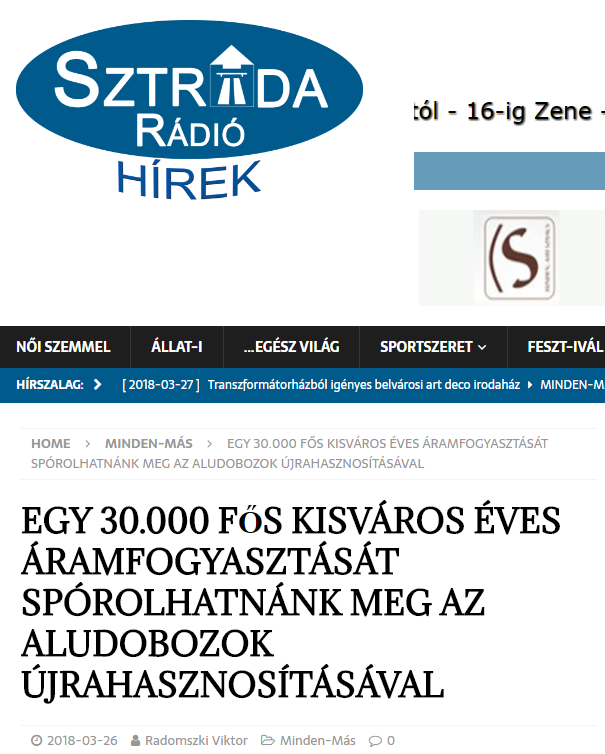 SZTRÁDA
RÁDIÓ
HÍREK
tól - 16-ig Zene -
NŐI SZEMMEL ÁLLAT-I ...EGÉSZ VILÁG SPORTSZERET FESZT-IVÁL
HÍRSZALAG: [ 2018-03-27 ] Transzformátorházból igényes belvárosi art deco irodaház MINDEN-M
HOME MINDEN-MÁS EGY 30.000 FŐS KISVÁROS ÉVES ÁRAMFOGYASZTÁSÁT
SPÓROLHATNÁNK MEG AZ ALUDOBOZOK ÚJRAHASZNOSÍTÁSÁVAL
EGY 30.000 FŐS KISVÁROS ÉVES
ÁRAMFOGYASZTÁSÁT
SPÓROLHATNÁNK MEG AZ
ALUDOBOZOK
ÚJRAHASZNOSÍTÁSÁVAL
2018-03-26 Radomszki Viktor Minden-Más 0